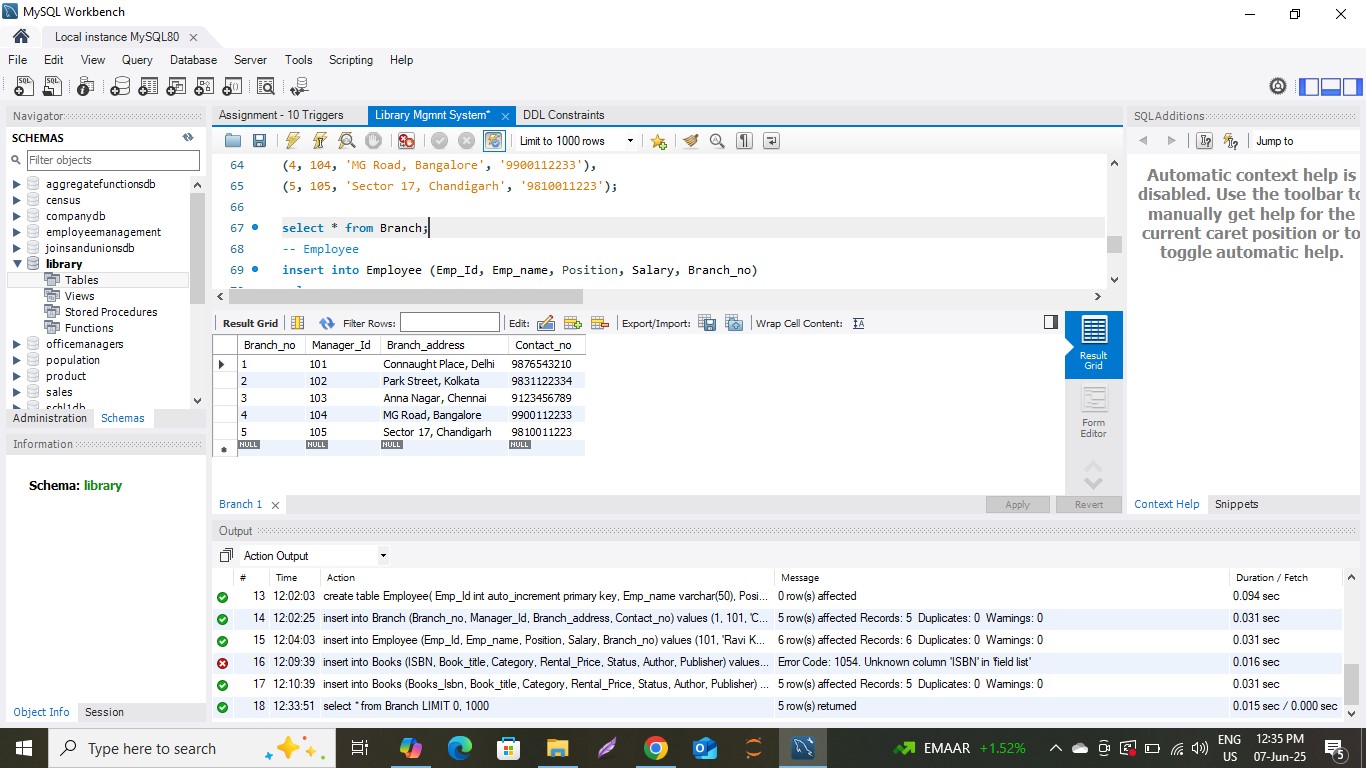 MySQL Workbench
Local instance MySQL80
File Edit View Query Database Server Tools Scripting Help
Navigator
SCHEMAS
Filter objects
aggregatefunctionsdb
census
companydb
employeemanagement
joinsandunionsdb
library
Tables
Views
Stored Procedures
Functions
officemanagers
population
product
sales
sch1db
Administration Schemas
Information
Schema: library
Object Info Session
Assignment - 10 Triggers Library Mgmnt System* DDL Constraints
Limit to 1000 rows
64 (4, 104, 'MG Road, Bangalore', '9900112233'),
65 (5, 105, 'Sector 17, Chandigarh', '9810011223');
66
67 select * from Branch;
68 -- Employee
69 insert into Employee (Emp_Id, Emp_name, Position, Salary, Branch_no)
Result Grid Filter Rows: Edit: Export/Import: Wrap Cell Content:
Branch_no Manager_Id Branch_address Contact_no
1 101 Connaught Place, Delhi 9876543210
2 102 Park Street, Kolkata 9831122334
3 103 Anna Nagar, Chennai 9123456789
4 104 MG Road, Bangalore 9900112233
5 105 Sector 17, Chandigarh 9810011223
NULL NULL NULL NULL
Result
Grid
Form
Editor
Branch 1
Apply Revert
SQLAdditions
Jump to
Automatic context help is
disabled. Use the toolbar to
manually get help for the
current caret position or to
toggle automatic help.
Context Help Snippets
Output
Action Output
# Time Action Message Duration / Fetch
13 12:02:03 create table Employee( Emp_Id int auto_increment primary key, Emp_name varchar(50), Posi... 0 row(s) affected 0.094 sec
14 12:02:25 insert into Branch (Branch_no, Manager_Id, Branch_address, Contact_no) values (1, 101, 'C... 5 row(s) affected Records: 5 Duplicates: 0 Warnings: 0 0.031 sec
15 12:04:03 insert into Employee (Emp_Id, Emp_name, Position, Salary, Branch_no) values (101, 'Ravi K... 6 row(s) affected Records: 6 Duplicates: 0 Warnings: 0 0.031 sec
16 12:09:39 insert into Books (ISBN, Book_title, Category, Rental_Price, Status, Author, Publisher) values... Error Code: 1054. Unknown column 'ISBN' in 'field list' 0.016 sec
17 12:10:39 insert into Books (Books_Isbn, Book_title, Category, Rental_Price, Status, Author, Publisher) ... 5 row(s) affected Records: 5 Duplicates: 0 Warnings: 0 0.031 sec
18 12:33:51 select * from Branch LIMIT 0, 1000 5 row(s) returned 0.015 sec / 0.000 sec
Type here to search
EMAAR +1.52%
ENG
US
12:35 PM
07-Jun-25
5